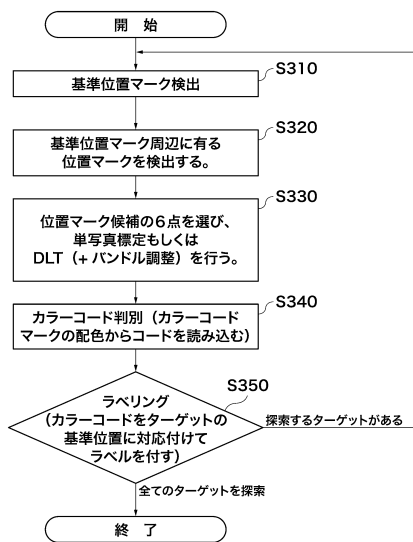 開 始
S310
基準位置マーク検出
S320
基準位置マーク周辺に有る
位置マークを検出する。
S330
位置マーク候補の6点を選び、
単写真標定もしくは
DLT（+バンドル調整）を行う。
S340
カラーコード判別（カラーコード
マークの配色からコードを読み込む）
S350
ラベリング
（カラーコードをターゲットの
基準位置に対応付けて
ラベルを付す）
探索するターゲットがある
全てのターゲットを探索
終 了